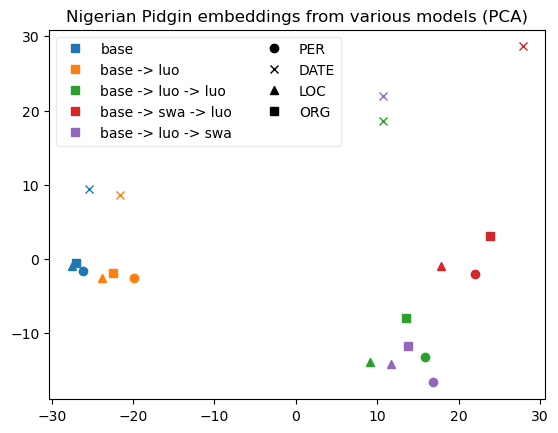 Nigerian Pidgin embeddings from various models (PCA)
30
20
10
0
−10
−30
−20
−10
0
10
20
30
base
base -> luo
base -> luo -> luo
base -> swa -> luo
base -> luo -> swa
PER
DATE
LOC
ORG